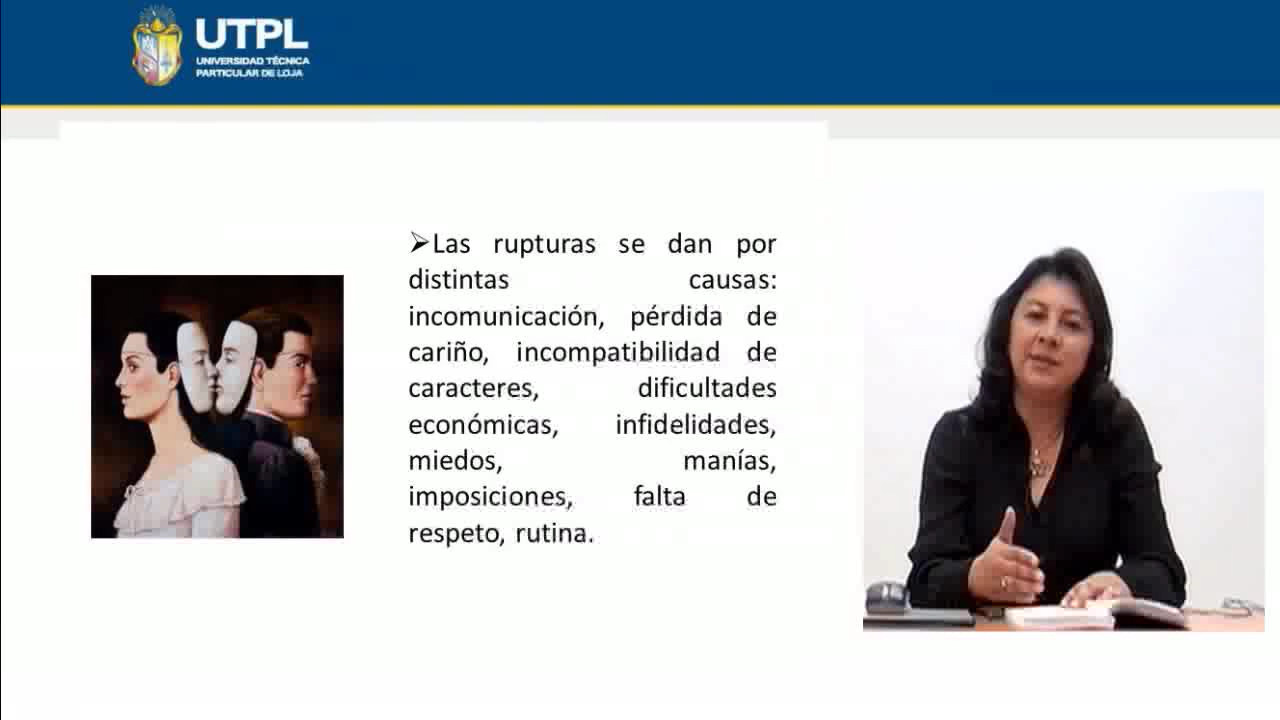 UTPL
UNIVERSIDAD TÉCNICA
PARTICULAR DE LOJA
➢Las rupturas se dan por
distintas causas:
incomunicación, pérdida de
cariño, incompatibilidad de
caracteres, dificultades
económicas, infidelidades,
miedos, manías,
imposiciones, falta de
respeto, rutina.